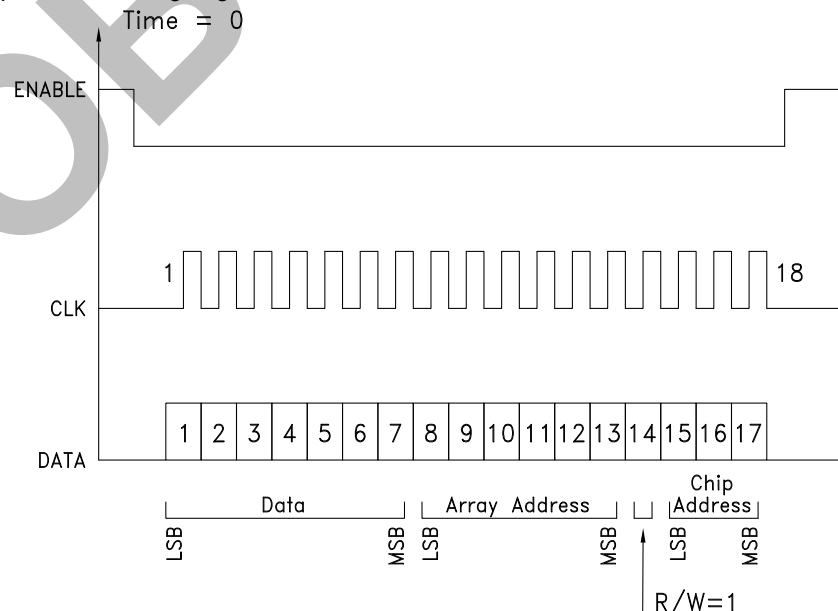 Time = 0
ENABLE
1
18
CLK
1 2 3 4 5 6 7 8 9 10 11 12 13 14 15 16 17
DATA
Data
Array Address
Chip
Address
LSB
MSB
LSB
MSB
LSB
MSB
R/W=1